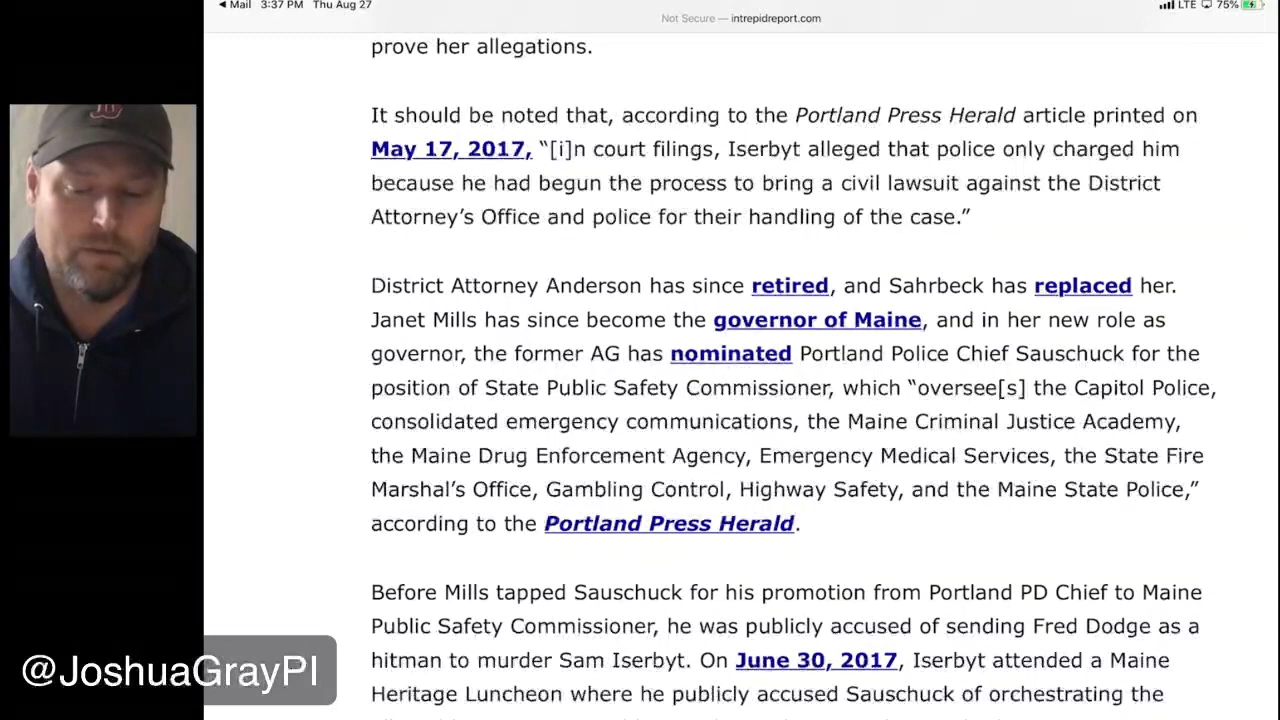 Mail 3:37 PM Thu Aug 27
LTE 75%
Not Secure — intrepidreport.com
prove her allegations.
It should be noted that, according to the Portland Press Herald article printed on
May 17, 2017, “[i]n court filings, Iserbyt alleged that police only charged him
because he had begun the process to bring a civil lawsuit against the District
Attorney’s Office and police for their handling of the case.”
District Attorney Anderson has since retired, and Sahrbeck has replaced her.
Janet Mills has since become the governor of Maine, and in her new role as
governor, the former AG has nominated Portland Police Chief Sauschuck for the
position of State Public Safety Commissioner, which “oversee[s] the Capitol Police,
consolidated emergency communications, the Maine Criminal Justice Academy,
the Maine Drug Enforcement Agency, Emergency Medical Services, the State Fire
Marshal’s Office, Gambling Control, Highway Safety, and the Maine State Police,”
according to the Portland Press Herald.
Before Mills tapped Sauschuck for his promotion from Portland PD Chief to Maine
Public Safety Commissioner, he was publicly accused of sending Fred Dodge as a
hitman to murder Sam Iserbyt. On June 30, 2017, Iserbyt attended a Maine
Heritage Luncheon where he publicly accused Sauschuck of orchestrating the
@JoshuaGrayPI